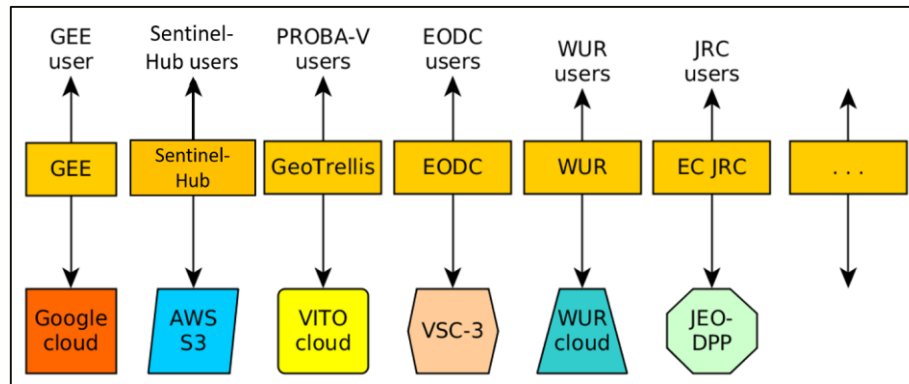 GEE
user
Sentinel-
Hub users
PROBA-V
users
EODC
users
WUR
users
JRC
users
GEE
Sentinel-
Hub
GeoTrellis
EODC
WUR
EC JRC
. . .
Google
cloud
AWS
S3
VITO
cloud
VSC-3
WUR
cloud
JEO-
DPP